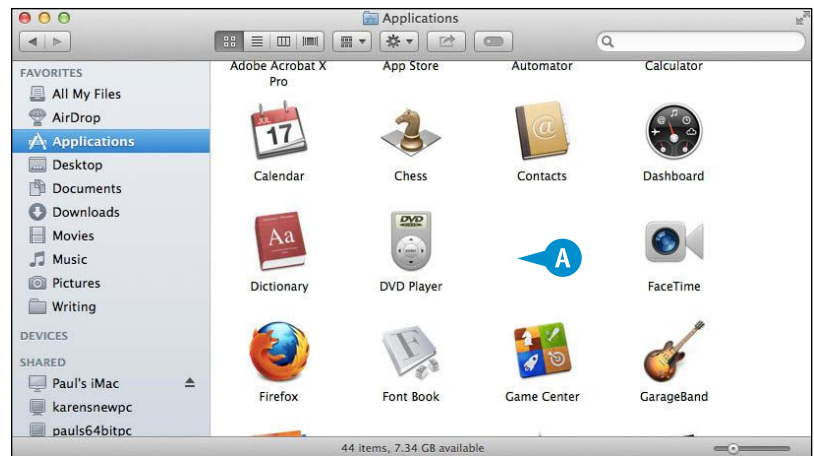 Applications
FAVORITES
All My Files
AirDrop
Applications
Desktop
Documents
Downloads
Movies
Music
Pictures
Writing
DEVICES
SHARED
Paul's iMac
karensnewpc
pauls64bitpc
Adobe Acrobat X Pro
App Store
Automator
Calculator
JUL
17
Calendar
Chess
@
Contacts
Dashboard
Aa
Dictionary
DVD
DVD Player
A
FaceTime
Firefox
F
Font Book
Game Center
GarageBand
44 items, 7.34 GB available